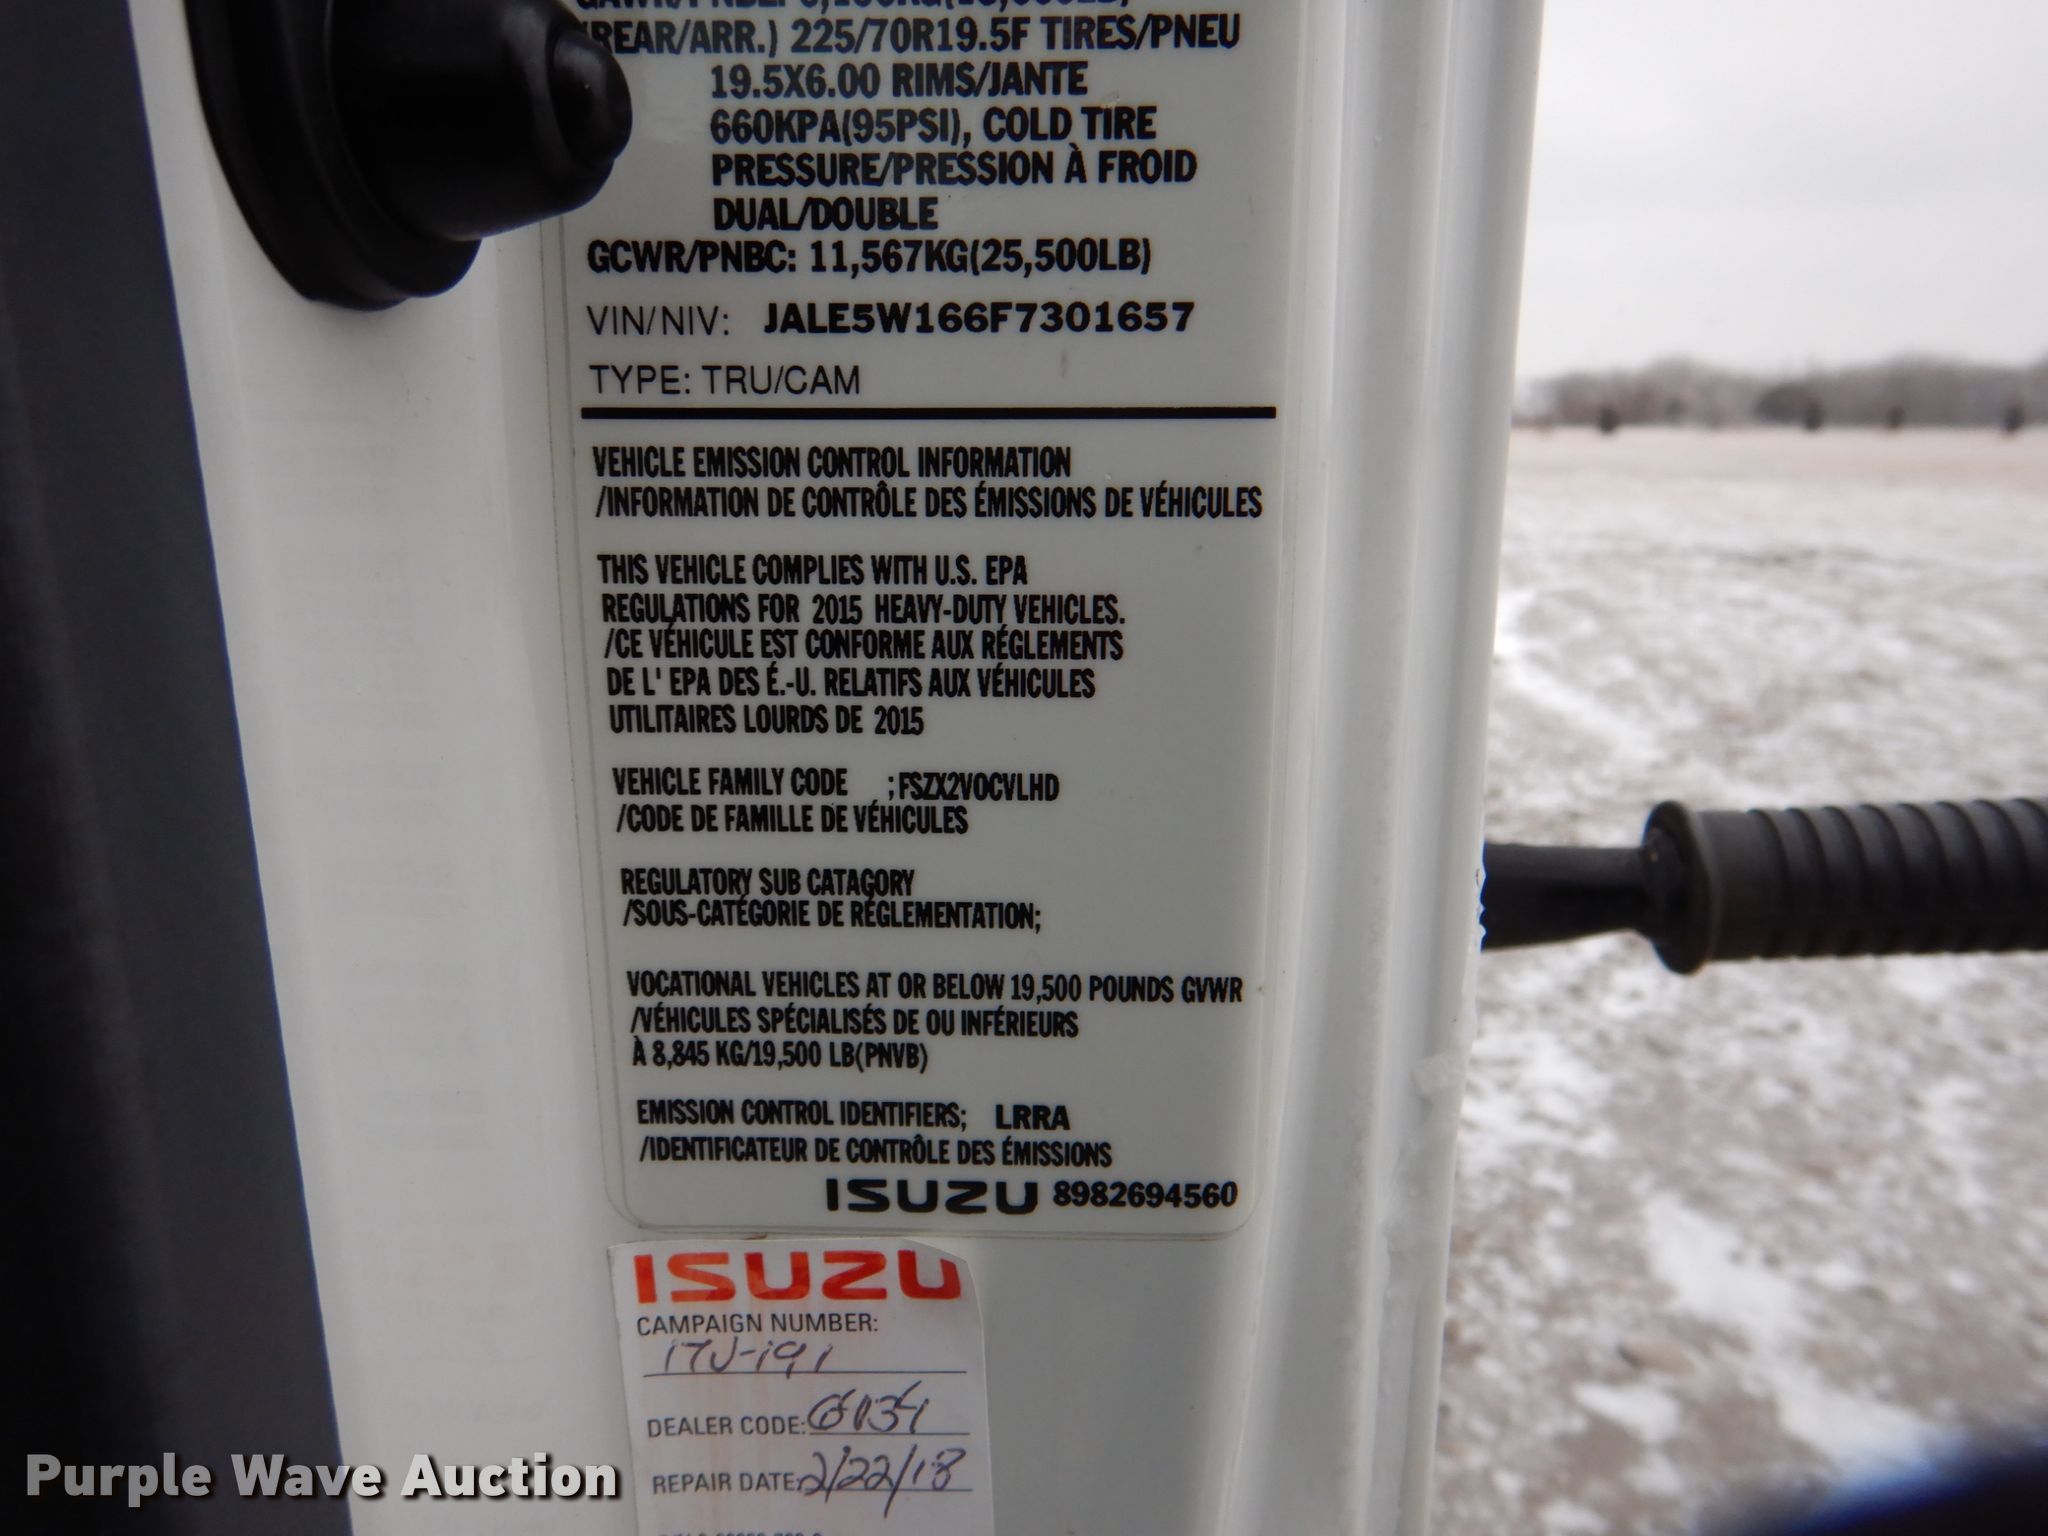 (REAR/ARR.) 225/70R19.5F TIRES/PNEU
19.5X6.00 RIMS/JANTE
660KPA(95PSI), COLD TIRE
PRESSURE/PRESSION À FROID
DUAL/DOUBLE
GCWR/PNBC: 11,567KG(25,500LB)
VIN/NIV: JALE5W166F7301657
TYPE: TRU/CAM
VEHICLE EMISSION CONTROL INFORMATION
/INFORMATION DE CONTRÔLE DES ÉMISSIONS DE VÉHICULES
THIS VEHICLE COMPLIES WITH U.S. EPA
REGULATIONS FOR 2015 HEAVY-DUTY VEHICLES.
/CE VÉHICULE EST CONFORME AUX RÉGLEMENTS
DE L' EPA DES É.-U. RELATIFS AUX VÉHICULES
UTILITAIRES LOURDS DE 2015
VEHICLE FAMILY CODE ;FSZX2VOCVLHD
/CODE DE FAMILLE DE VÉHICULES
REGULATORY SUB CATAGORY
/SOUS-CATÉGORIE DE RÉGLEMENTATION;
VOCATIONAL VEHICLES AT OR BELOW 19,500 POUNDS GVWR
/VÉHICULES SPÉCIALISÉS DE OU INFÉRIEURS
À 8,845 KG/19,500 LB(PNVB)
EMISSION CONTROL IDENTIFIERS; LRRA
/IDENTIFICATEUR DE CONTRÔLE DES ÉMISSIONS
ISUZU 8982694560
ISUZU
CAMPAIGN NUMBER:
DEALER CODE:
REPAIR DATE: 2/22/18
Purple Wave Auction